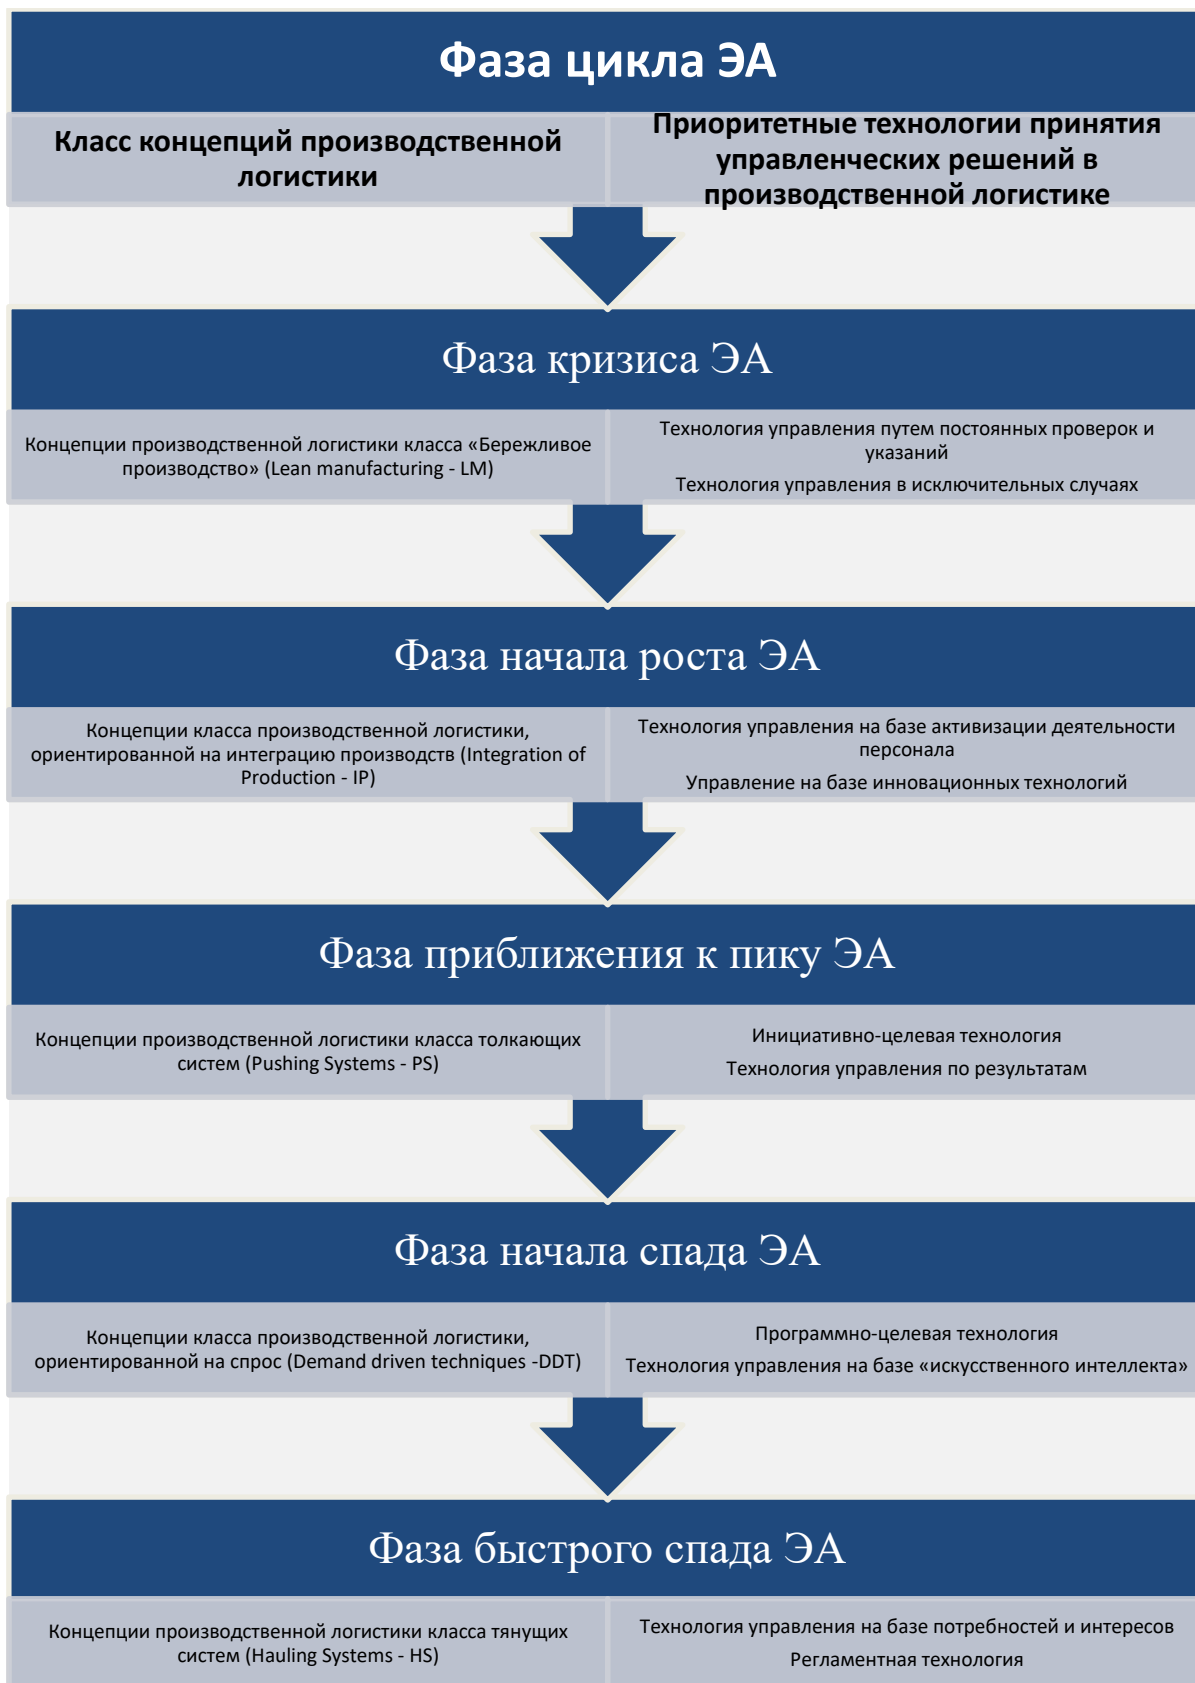 Фаза цикла ЭА
Класс концепций производственной
логистики
Приоритетные технологии принятия
управленческих решений в
производственной логистике
Фаза кризиса ЭА
Концепции производственной логистики класса «Бережливое
производство» (Lean manufacturing - LM)
Технология управления путем постоянных проверок и
указаний
Технология управления в исключительных случаях
Фаза начала роста ЭА
Концепции класса производственной логистики,
ориентированной на интеграцию производств (Integration of
Production - IP)
Технология управления на базе активизации деятельности
персонала
Управление на базе инновационных технологий
Фаза приближения к пику ЭА
Концепции производственной логистики класса толкающих
систем (Pushing Systems - PS)
Инициативно-целевая технология
Технология управления по результатам
Фаза начала спада ЭА
Концепции класса производственной логистики,
ориентированной на спрос (Demand driven techniques -DDT)
Программно-целевая технология
Технология управления на базе «искусственного интеллекта»
Фаза быстрого спада ЭА
Концепции производственной логистики класса тянущих
систем (Hauling Systems - HS)
Технология управления на базе потребностей и интересов
Регламентная технология